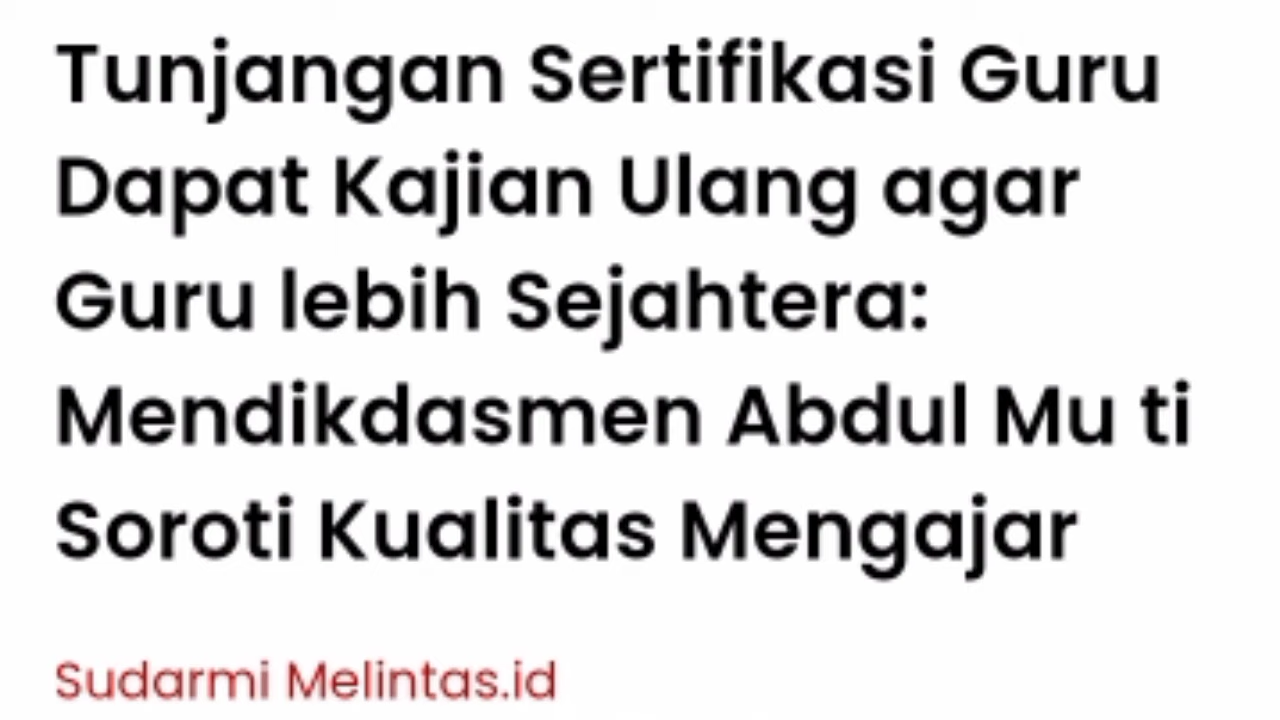 Tunjangan Sertifikasi Guru
Dapat Kajian Ulang agar
Guru lebih Sejahtera:
Mendikdasmen Abdul Mu ti
Soroti Kualitas Mengajar
Sudarmi Melintas.id